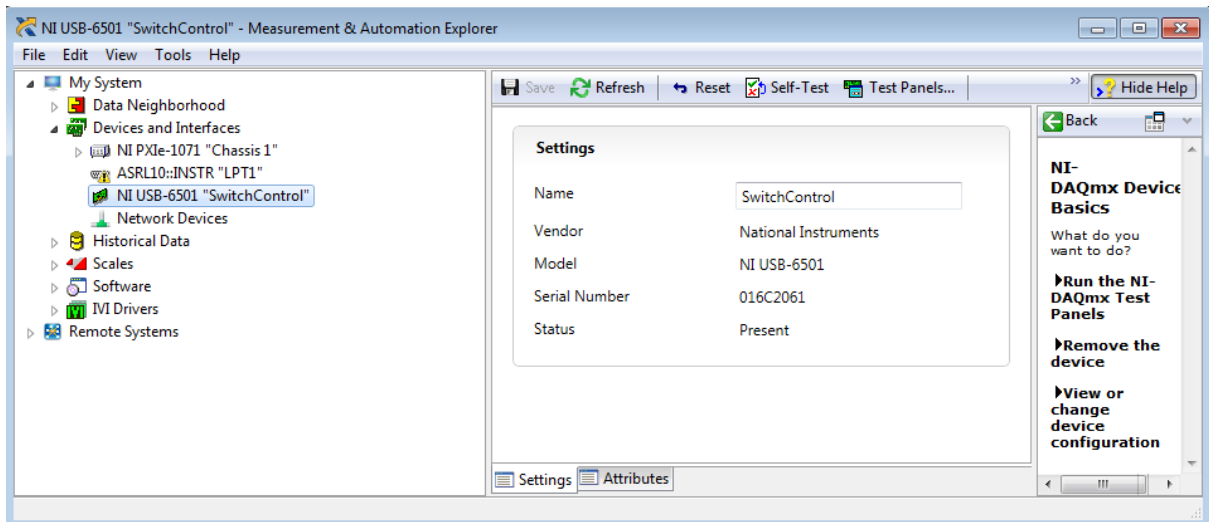 NI USB-6501 "SwitchControl" - Measurement & Automation Explorer
File Edit View Tools Help
My System
Data Neighborhood
Devices and Interfaces
NI PXIe-1071 "Chassis 1"
ASRL10::INSTR "LPT1"
NI USB-6501 "SwitchControl"
Network Devices
Historical Data
Scales
Software
IVI Drivers
Remote Systems
Save Refresh Reset Self-Test Test Panels... » Hide Help
Settings
Name SwitchControl
Vendor National Instruments
Model NI USB-6501
Serial Number 016C2061
Status Present
Settings Attributes
Back
NI-
DAQmx Device
Basics
What do you
want to do?
Run the NI-
DAQmx Test
Panels
Remove the
device
View or
change
device
configuration